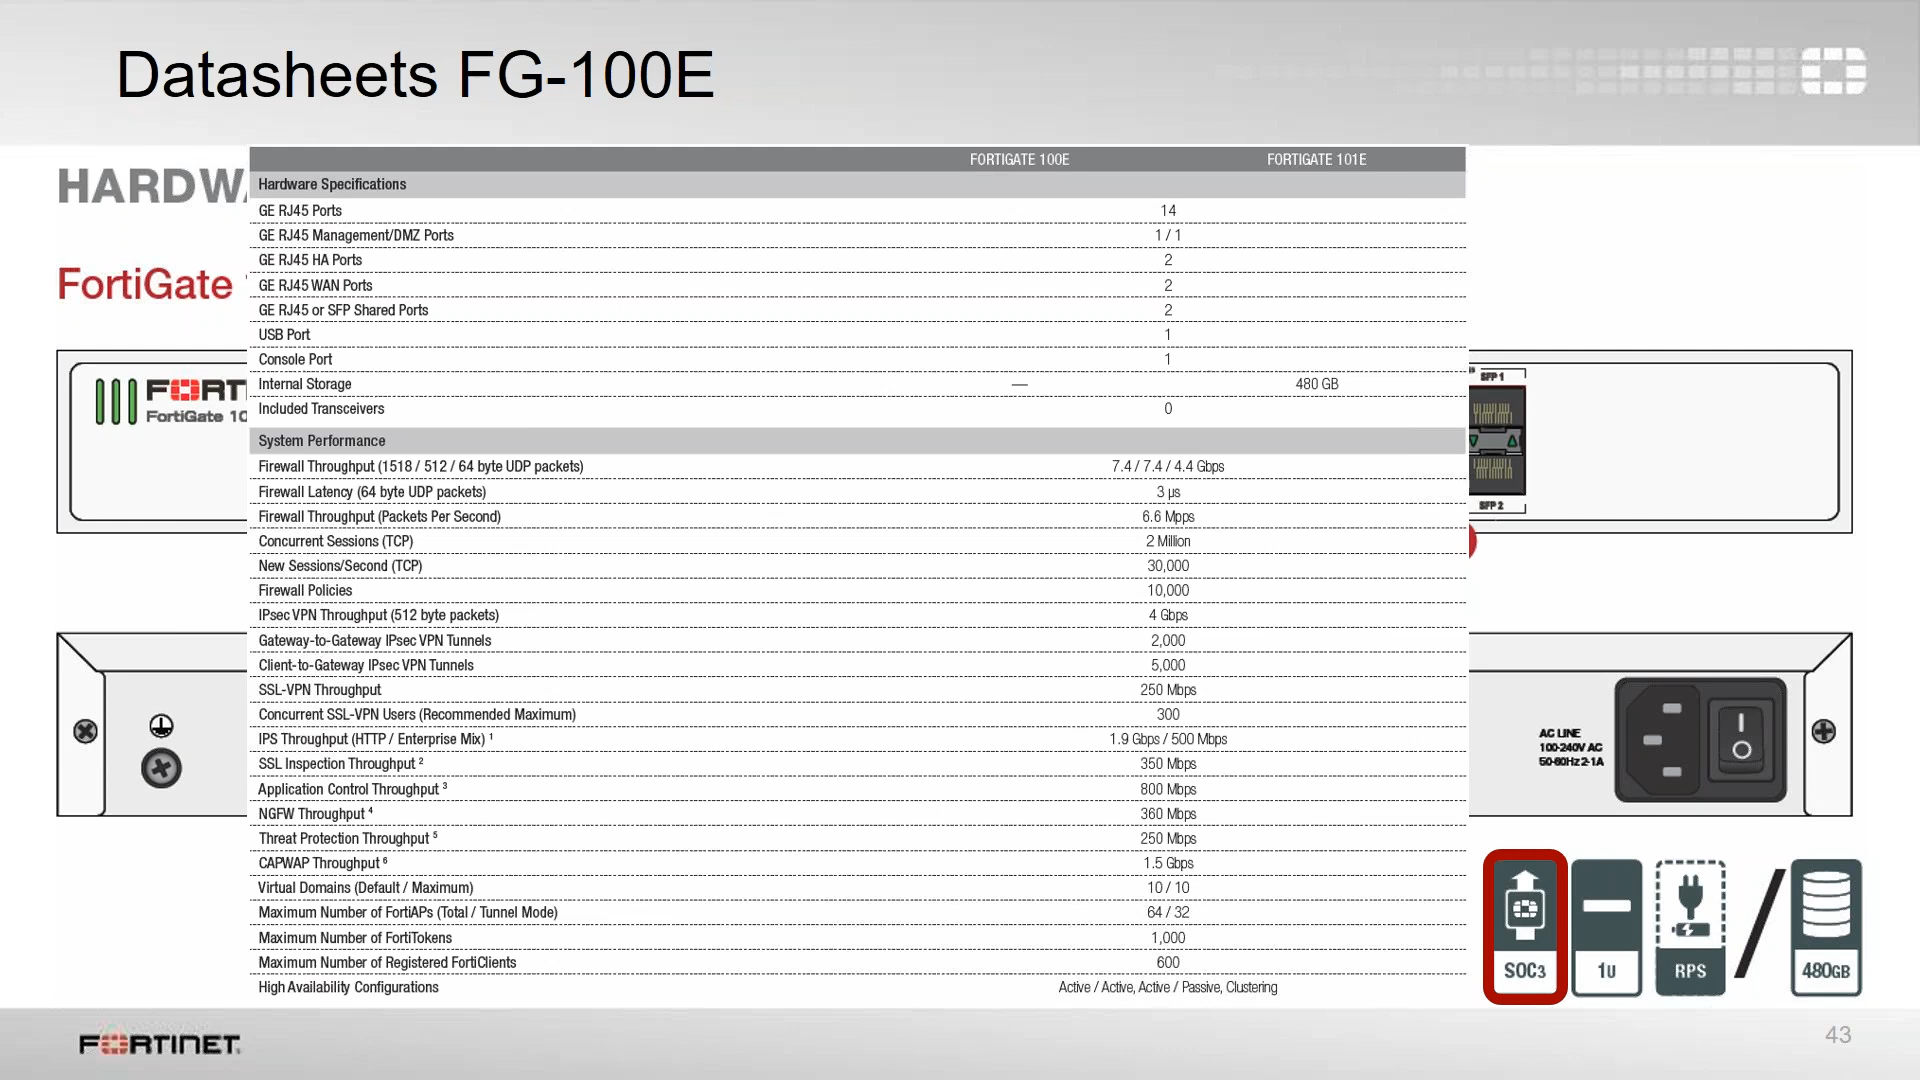 Datasheets FG-100E
HARDWA
FortiGate
FORTIGATE 100E FORTIGATE 101E
Hardware Specifications
GE RJ45 Ports 14
GE RJ45 Management/DMZ Ports 1 / 1
GE RJ45 HA Ports 2
GE RJ45 WAN Ports 2
GE RJ45 or SFP Shared Ports 2
USB Port 1
Console Port 1
Internal Storage — 480 GB
Included Transceivers 0
System Performance
Firewall Throughput (1518 / 512 / 64 byte UDP packets) 7.4 / 7.4 / 4.4 Gbps
Firewall Latency (64 byte UDP packets) 3 µs
Firewall Throughput (Packets Per Second) 6.6 Mpps
Concurrent Sessions (TCP) 2 Million
New Sessions/Second (TCP) 30,000
Firewall Policies 10,000
IPsec VPN Throughput (512 byte packets) 4 Gbps
Gateway-to-Gateway IPsec VPN Tunnels 2,000
Client-to-Gateway IPsec VPN Tunnels 5,000
SSL-VPN Throughput 250 Mbps
Concurrent SSL-VPN Users (Recommended Maximum) 300
IPS Throughput (HTTP / Enterprise Mix) ¹ 1.9 Gbps / 500 Mbps
SSL Inspection Throughput ² 350 Mbps
Application Control Throughput ³ 800 Mbps
NGFW Throughput ⁴ 360 Mbps
Threat Protection Throughput ⁵ 250 Mbps
CAPWAP Throughput ⁶ 1.5 Gbps
Virtual Domains (Default / Maximum) 10 / 10
Maximum Number of FortiAPs (Total / Tunnel Mode) 64 / 32
Maximum Number of FortiTokens 1,000
Maximum Number of Registered FortiClients 600
High Availability Configurations Active / Active, Active / Passive, Clustering
FORT
FortiGate 10
SFP 1
SFP 2
AC LINE
100-240V AC
50-60Hz 2-1A
SOC3
1U
RPS
480GB
FORTINET
43